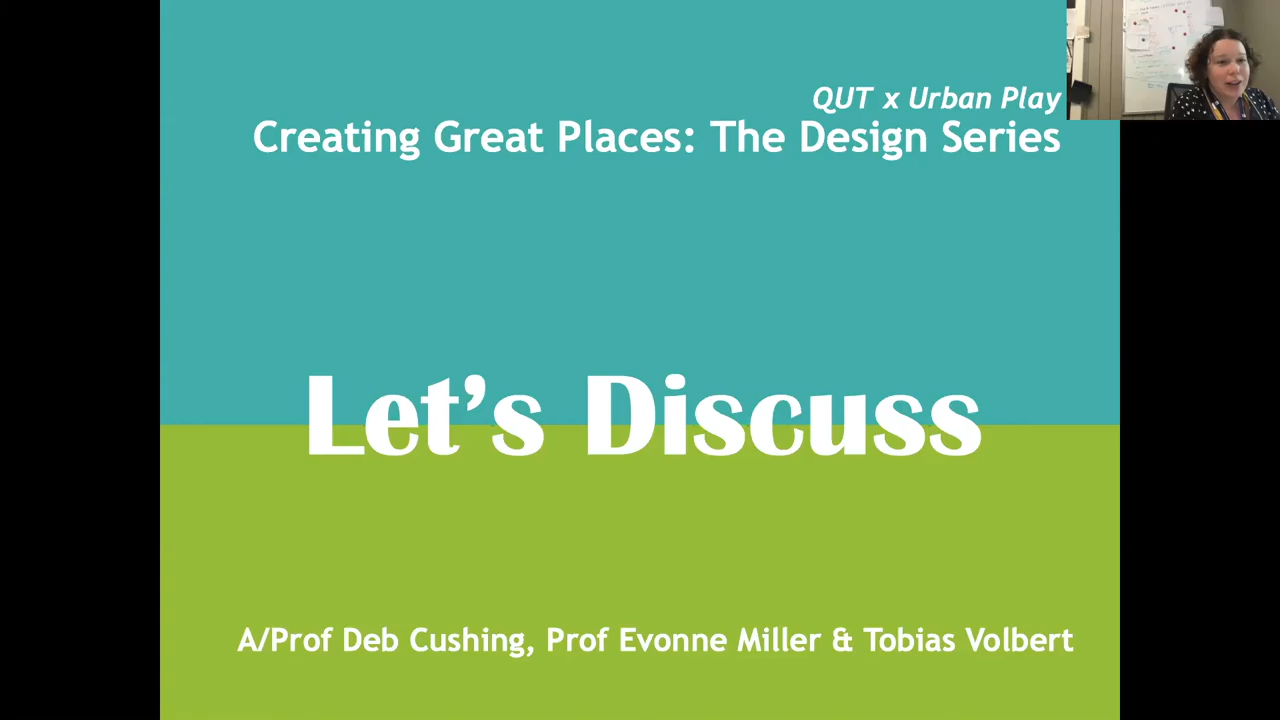 QUT x Urban Play
Creating Great Places: The Design Series
Let's Discuss
A/Prof Deb Cushing, Prof Evonne Miller & Tobias Volbert